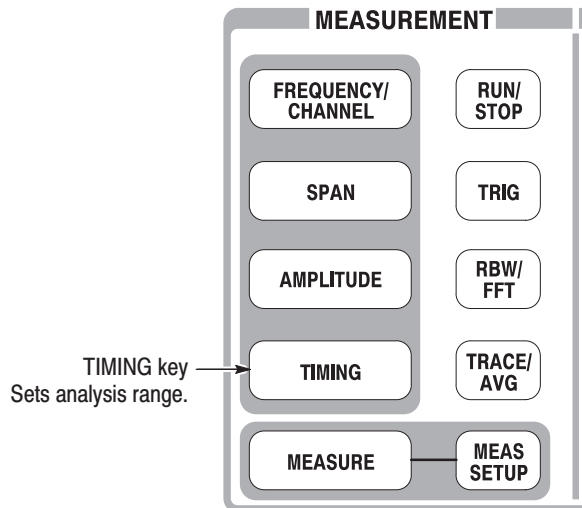 MEASUREMENT
FREQUENCY/
CHANNEL
RUN/
STOP
SPAN
TRIG
AMPLITUDE
RBW/
FFT
TIMING key
Sets analysis range.
TIMING
TRACE/
AVG
MEASURE
MEAS
SETUP